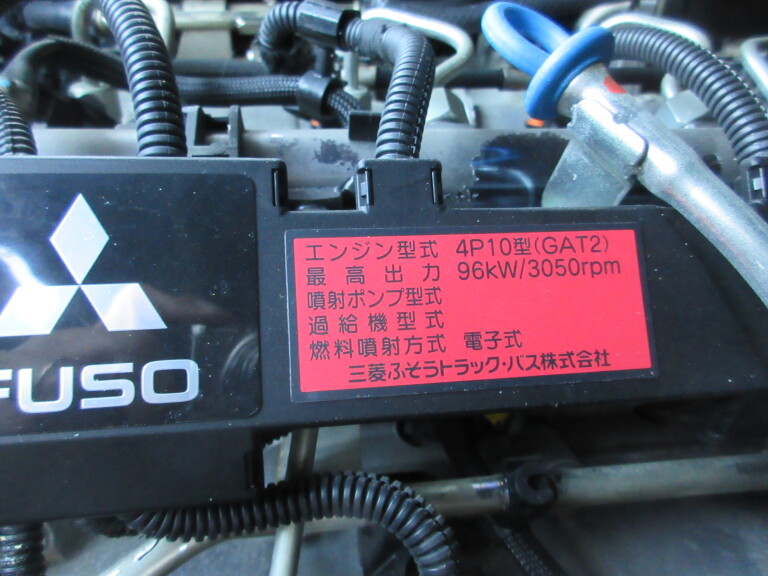 FUSO
エンジン型式 4P10型(GAT2)
最高出力 96kW/3050rpm
噴射ポンプ型式
過給機型式
燃料噴射方式 電子式
三菱ふそうトラック・バス株式会社